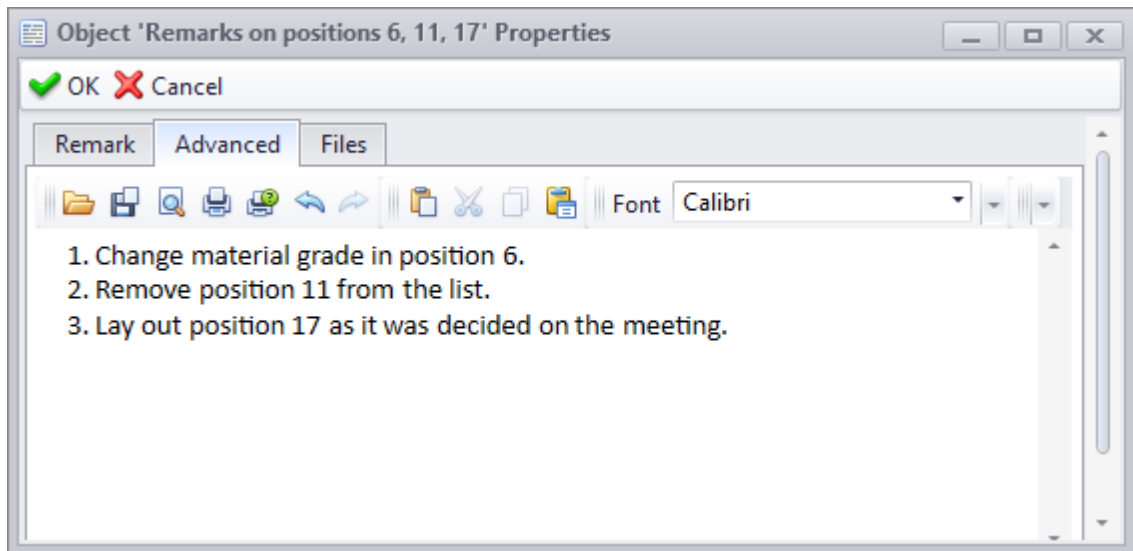 Object 'Remarks on positions 6, 11, 17' Properties
OK Cancel
Remark Advanced Files
Font Calibri
1. Change material grade in position 6.
2. Remove position 11 from the list.
3. Lay out position 17 as it was decided on the meeting.